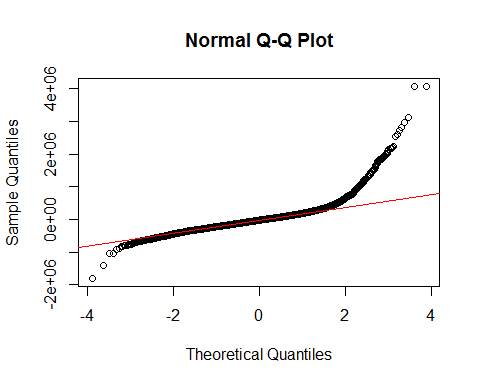 Normal Q-Q Plot
Sample Quantiles
4e+06
2e+06
0e+00
-2e+06
-4
-2
0
2
4
Theoretical Quantiles